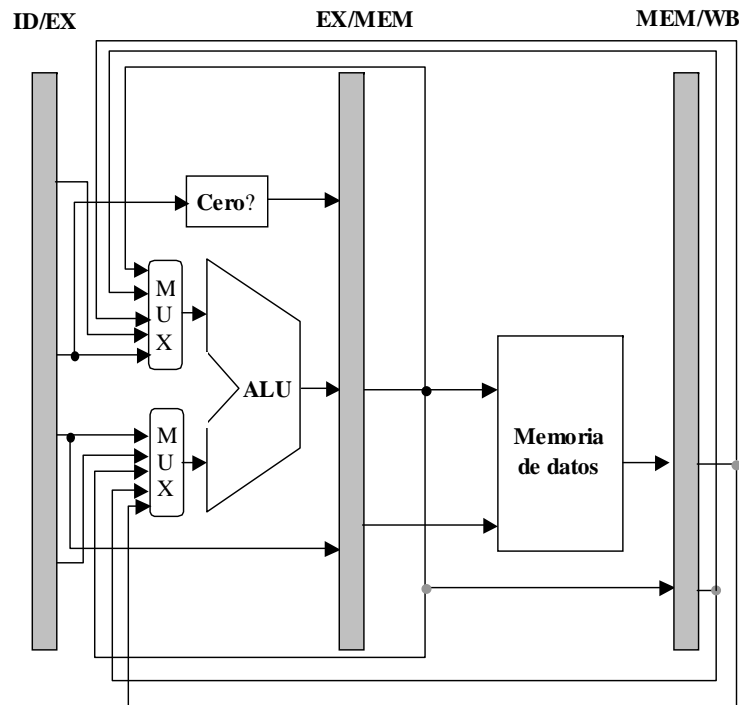 ID/EX
EX/MEM
MEM/WB
Cero?
M
U
X
ALU
M
U
X
Memoria
de datos